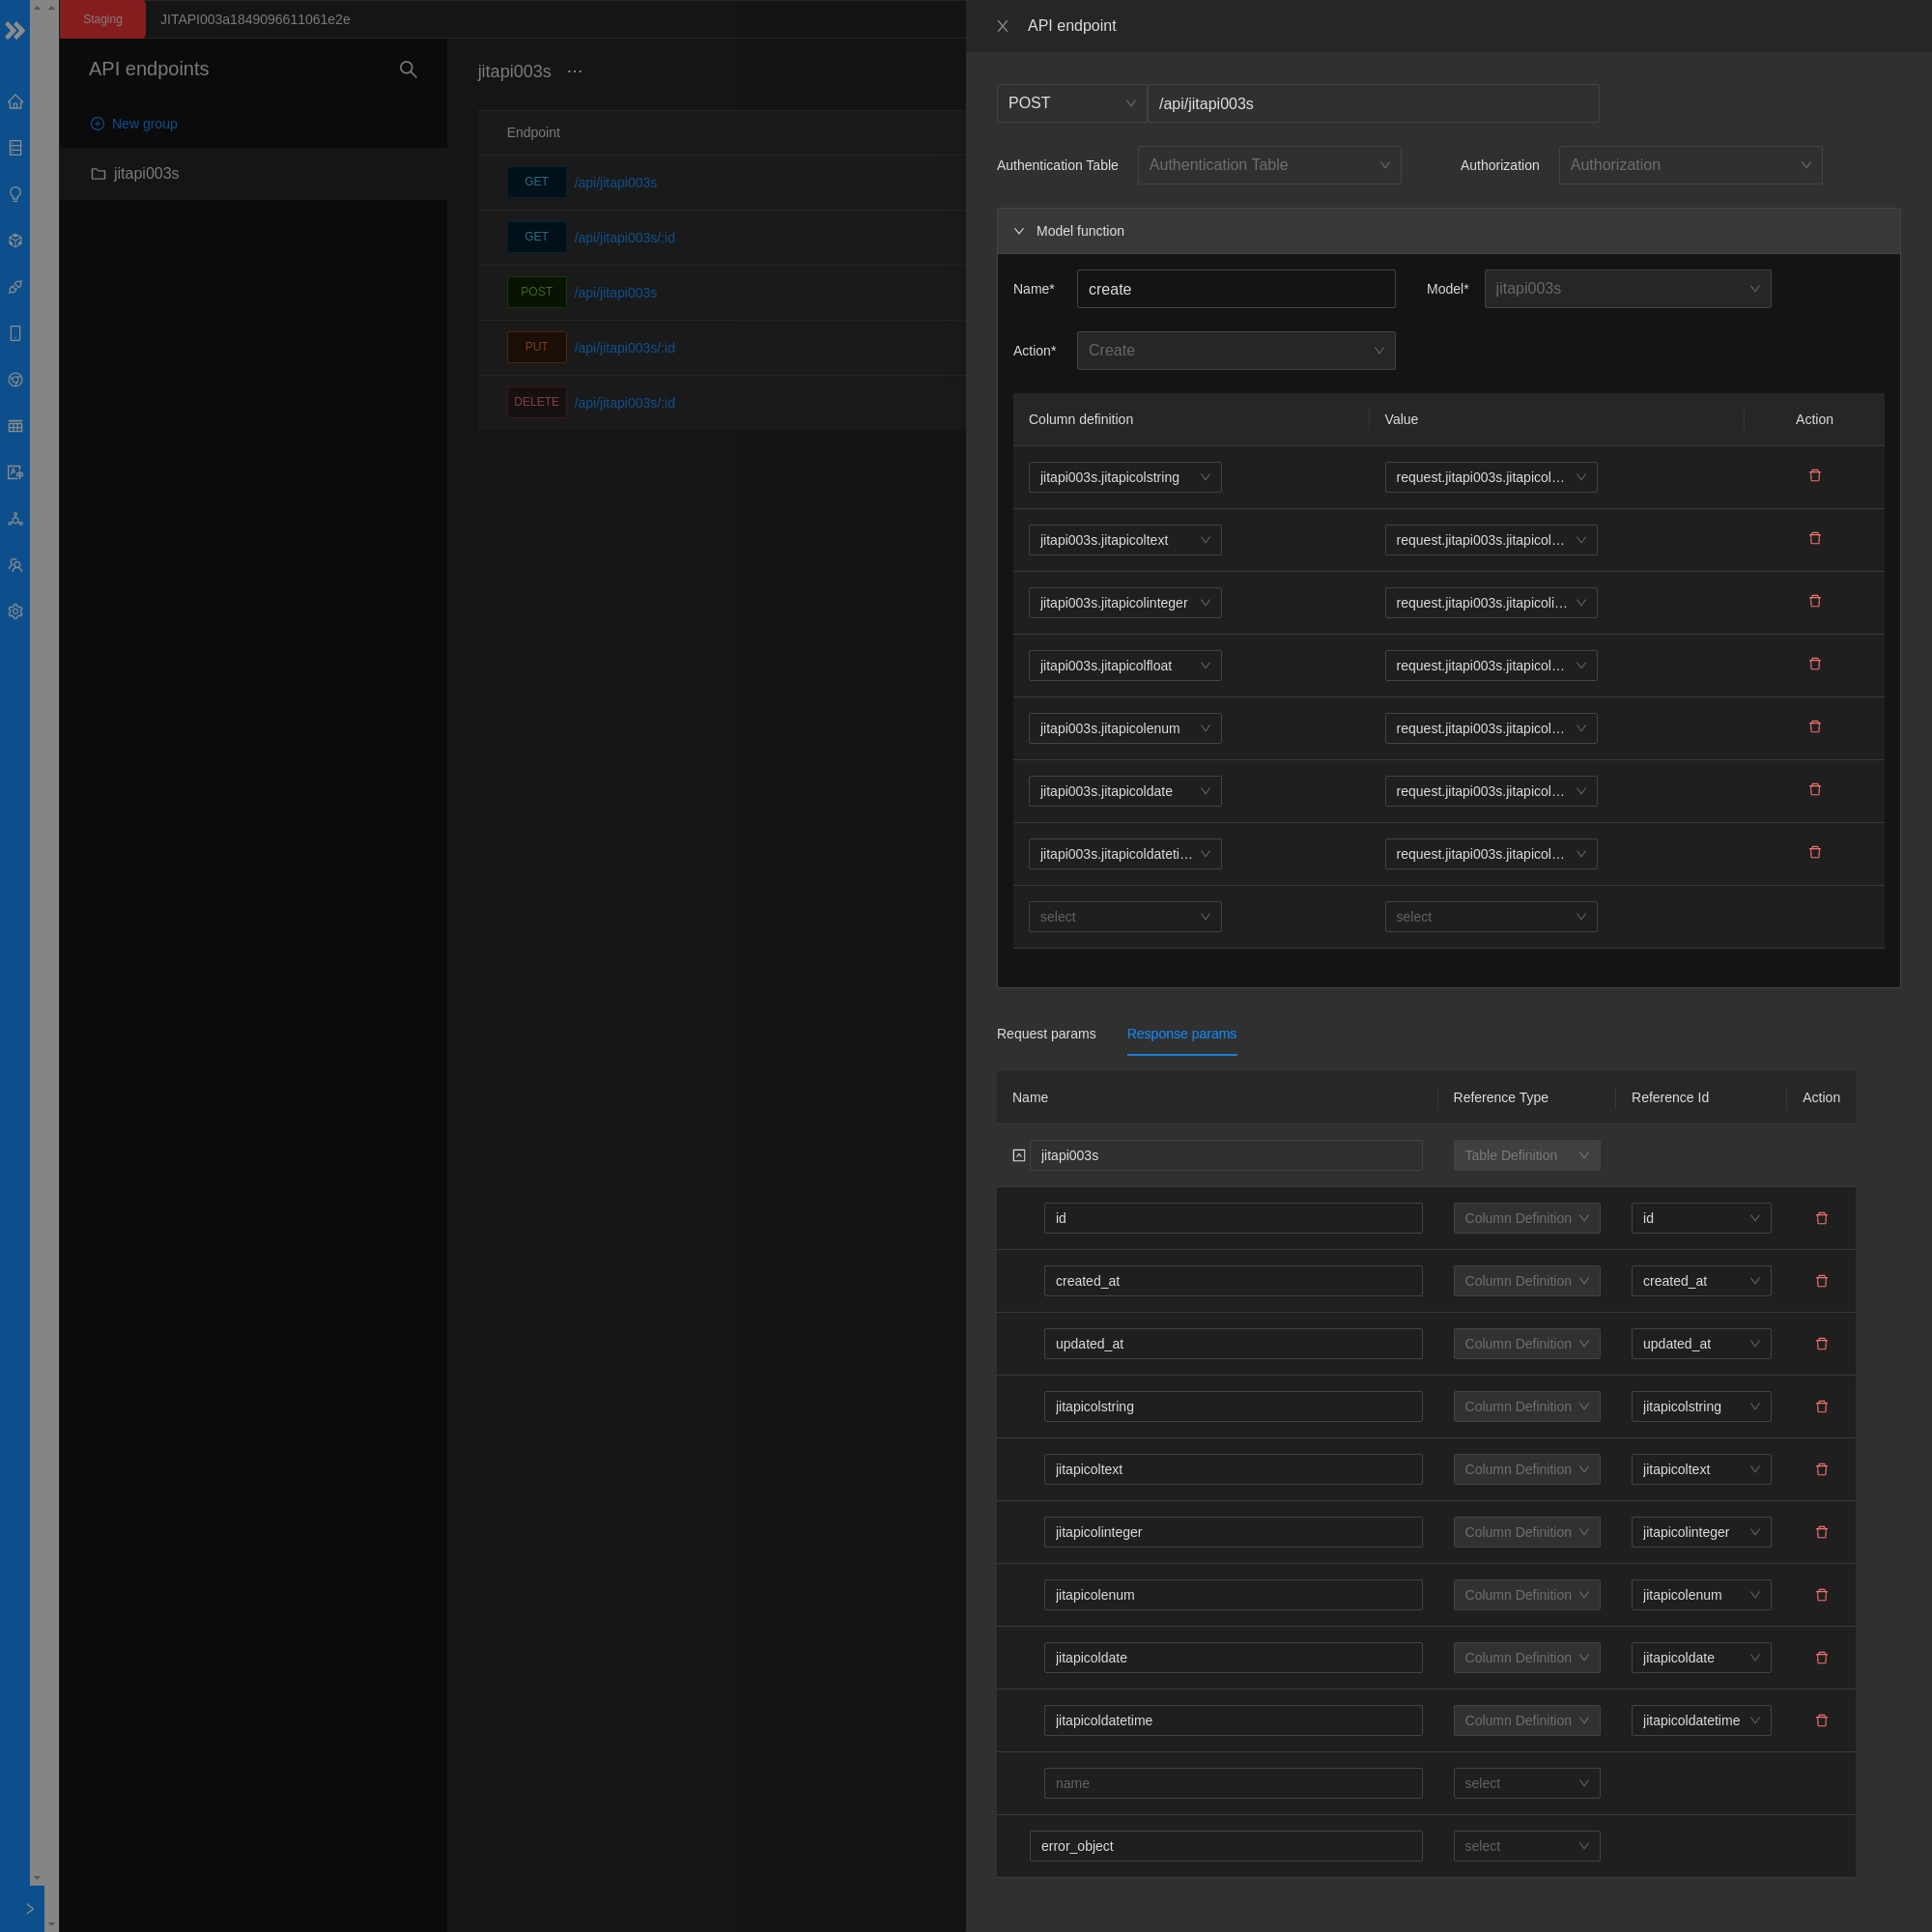 Staging
JITAPI003a1849096611061e2e
API endpoints
New group
jitapi003s
jitapi003s
Endpoint
GET /api/jitapi003s
GET /api/jitapi003s/:id
POST /api/jitapi003s
PUT /api/jitapi003s/:id
DELETE /api/jitapi003s/:id
API endpoint
POST /api/jitapi003s
Authentication Table Authentication Table Authorization Authorization
Model function
Name* create Model* jitapi003s
Action* Create
Column definition Value Action
jitapi003s.jitapicolstring request.jitapi003s.jitapicol…
jitapi003s.jitapicoltext request.jitapi003s.jitapicol…
jitapi003s.jitapicolinteger request.jitapi003s.jitapicoli…
jitapi003s.jitapicolfloat request.jitapi003s.jitapicol…
jitapi003s.jitapicolenum request.jitapi003s.jitapicol…
jitapi003s.jitapicoldate request.jitapi003s.jitapicol…
jitapi003s.jitapicoldateti… request.jitapi003s.jitapicol…
select select
Request params Response params
Name Reference Type Reference Id Action
jitapi003s Table Definition
id Column Definition id
created_at Column Definition created_at
updated_at Column Definition updated_at
jitapicolstring Column Definition jitapicolstring
jitapicoltext Column Definition jitapicoltext
jitapicolinteger Column Definition jitapicolinteger
jitapicolenum Column Definition jitapicolenum
jitapicoldate Column Definition jitapicoldate
jitapicoldatetime Column Definition jitapicoldatetime
name select
error_object select